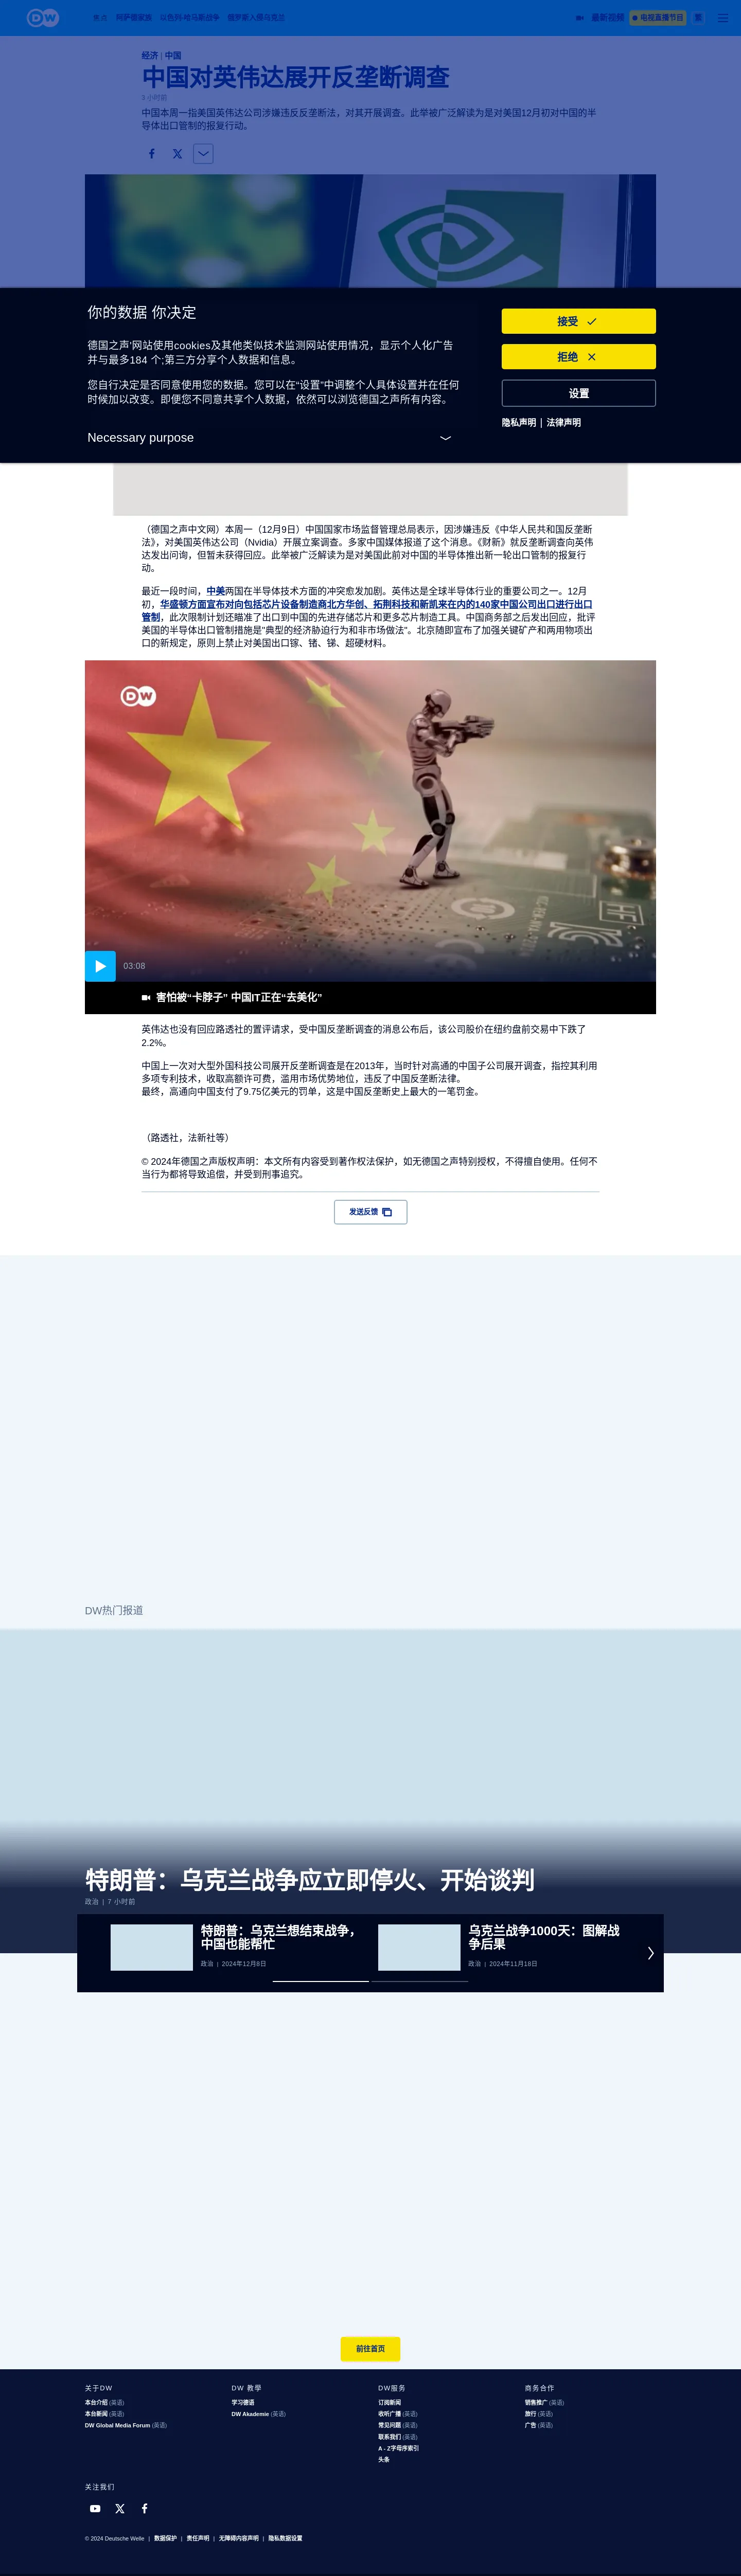 DW
焦点 阿萨德家族 以色列-哈马斯战争 俄罗斯入侵乌克兰 最新视频 电视直播节目 繁
经济 | 中国
中国对英伟达展开反垄断调查
3 小时前
中国本周一指美国英伟达公司涉嫌违反反垄断法，对其开展调查。此举被广泛解读为是对美国12月初对中国的半
导体出口管制的报复行动。
你的数据 你决定
德国之声'网站使用cookies及其他类似技术监测网站使用情况，显示个人化广告
并与最多184 个;第三方分享个人数据和信息。
您自行决定是否同意使用您的数据。您可以在“设置”中调整个人具体设置并在任何
时候加以改变。即便您不同意共享个人数据，依然可以浏览德国之声所有内容。
Necessary purpose
接受
拒绝
设置
隐私声明 | 法律声明
（德国之声中文网）本周一（12月9日）中国国家市场监督管理总局表示，因涉嫌违反《中华人民共和国反垄断
法》，对美国英伟达公司（Nvidia）开展立案调查。多家中国媒体报道了这个消息。《财新》就反垄断调查向英伟
达发出问询，但暂未获得回应。此举被广泛解读为是对美国此前对中国的半导体推出新一轮出口管制的报复行
动。
最近一段时间，中美两国在半导体技术方面的冲突愈发加剧。英伟达是全球半导体行业的重要公司之一。12月
初，华盛顿方面宣布对向包括芯片设备制造商北方华创、拓荆科技和新凯来在内的140家中国公司出口进行出口
管制，此次限制计划还瞄准了出口到中国的先进存储芯片和更多芯片制造工具。中国商务部之后发出回应，批评
美国的半导体出口管制措施是"典型的经济胁迫行为和非市场做法"。北京随即宣布了加强关键矿产和两用物项出
口的新规定，原则上禁止对美国出口镓、锗、锑、超硬材料。
DW
03:08
害怕被“卡脖子” 中国IT正在“去美化”
英伟达也没有回应路透社的置评请求，受中国反垄断调查的消息公布后，该公司股价在纽约盘前交易中下跌了
2.2%。
中国上一次对大型外国科技公司展开反垄断调查是在2013年，当时针对高通的中国子公司展开调查，指控其利用
多项专利技术，收取高额许可费，滥用市场优势地位，违反了中国反垄断法律。
最终，高通向中国支付了9.75亿美元的罚单，这是中国反垄断史上最大的一笔罚金。
（路透社，法新社等）
© 2024年德国之声版权声明：本文所有内容受到著作权法保护，如无德国之声特别授权，不得擅自使用。任何不
当行为都将导致追偿，并受到刑事追究。
发送反馈
DW热门报道
特朗普：乌克兰战争应立即停火、开始谈判
政治 | 7 小时前
特朗普：乌克兰想结束战争，
中国也能帮忙
政治 | 2024年12月8日
乌克兰战争1000天：图解战
争后果
政治 | 2024年11月18日
前往首页
关于DW
本台介绍 (英语)
本台新闻 (英语)
DW Global Media Forum (英语)
DW 教學
学习德语
DW Akademie (英语)
DW服务
订阅新闻
收听广播 (英语)
常见问题 (英语)
联系我们 (英语)
A - Z字母序索引
头条
商务合作
销售推广 (英语)
旅行 (英语)
广告 (英语)
关注我们
© 2024 Deutsche Welle | 数据保护 | 责任声明 | 无障碍内容声明 | 隐私数据设置